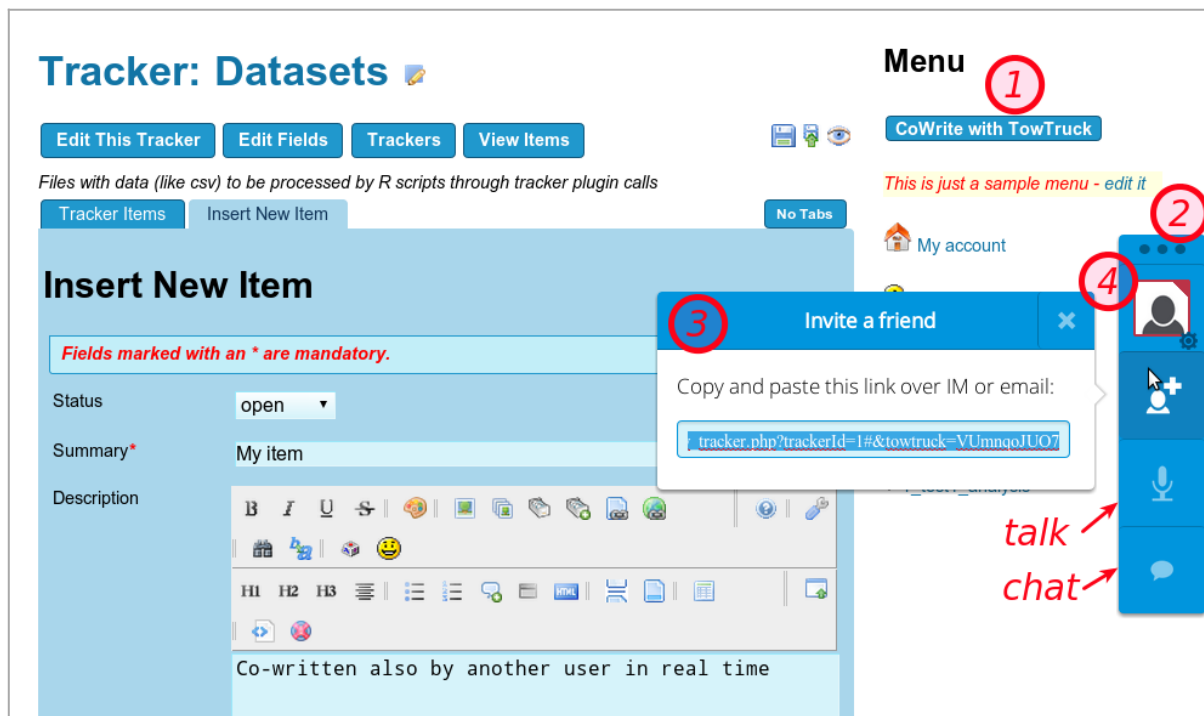 Tracker: Datasets
Menu
1
Edit This Tracker
Edit Fields
Trackers
View Items
CoWrite with TowTruck
Files with data (like csv) to be processed by R scripts through tracker plugin calls
This is just a sample menu - edit it
Tracker Items
Insert New Item
No Tabs
2
My account
Insert New Item
4
3
Invite a friend
Fields marked with an * are mandatory.
Copy and paste this link over IM or email:
Status
open
_tracker.php?trackerId=1#&towtruck=VUmnqoJUO7
Summary*
My item
Description
B I U S
talk
H1 H2 H3
HTML
chat
Co-written also by another user in real time